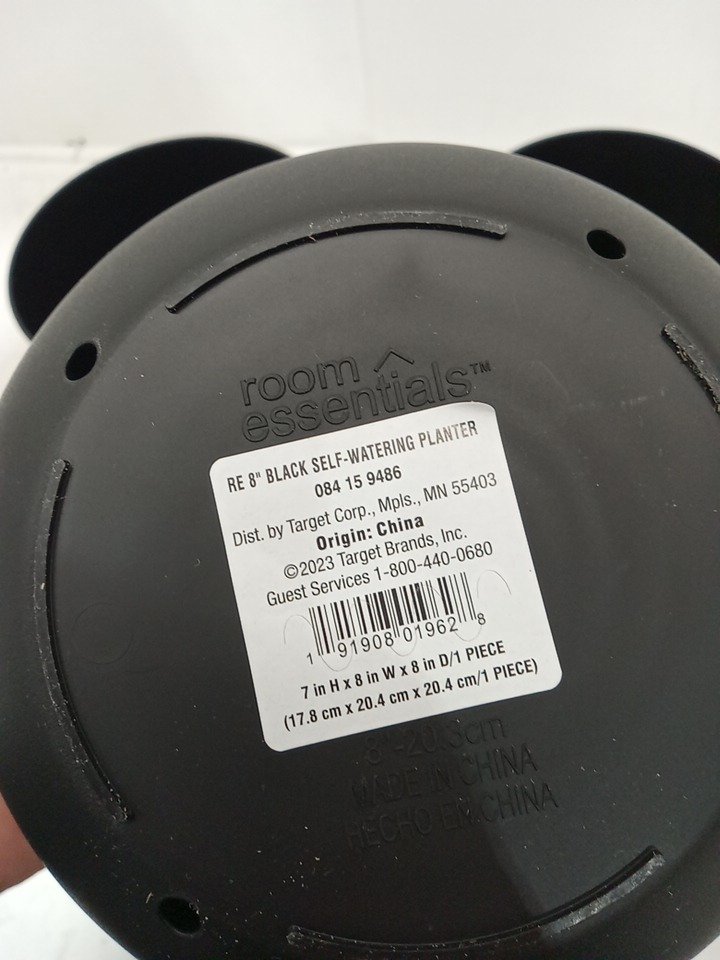 room
essentials™
RE 8" BLACK SELF-WATERING PLANTER
084 15 9486
Dist. by Target Corp., Mpls., MN 55403
Origin: China
©2023 Target Brands, Inc.
Guest Services 1-800-440-0680
1 91908 01962 8
7 in H x 8 in W x 8 in D/1 PIECE
(17.8 cm x 20.4 cm x 20.4 cm/1 PIECE)
8"-20.3cm
MADE IN CHINA
HECHO EN CHINA